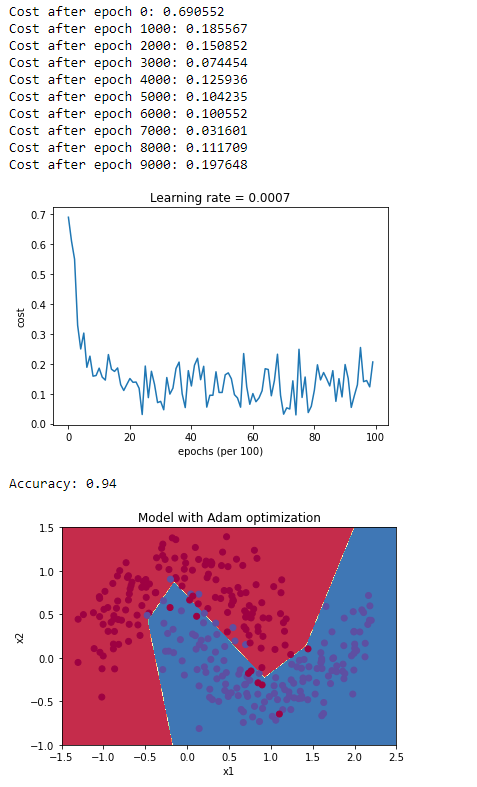 Cost after epoch 0: 0.690552
Cost after epoch 1000: 0.185567
Cost after epoch 2000: 0.150852
Cost after epoch 3000: 0.074454
Cost after epoch 4000: 0.125936
Cost after epoch 5000: 0.104235
Cost after epoch 6000: 0.100552
Cost after epoch 7000: 0.031601
Cost after epoch 8000: 0.111709
Cost after epoch 9000: 0.197648
Learning rate = 0.0007
0.7
0.6
0.5
0.4
0.3
0.2
0.1
0.0
cost
0 20 40 60 80 100
epochs (per 100)
Accuracy: 0.94
Model with Adam optimization
1.5
1.0
0.5
0.0
−0.5
−1.0
x2
−1.5 −1.0 −0.5 0.0 0.5 1.0 1.5 2.0 2.5
x1